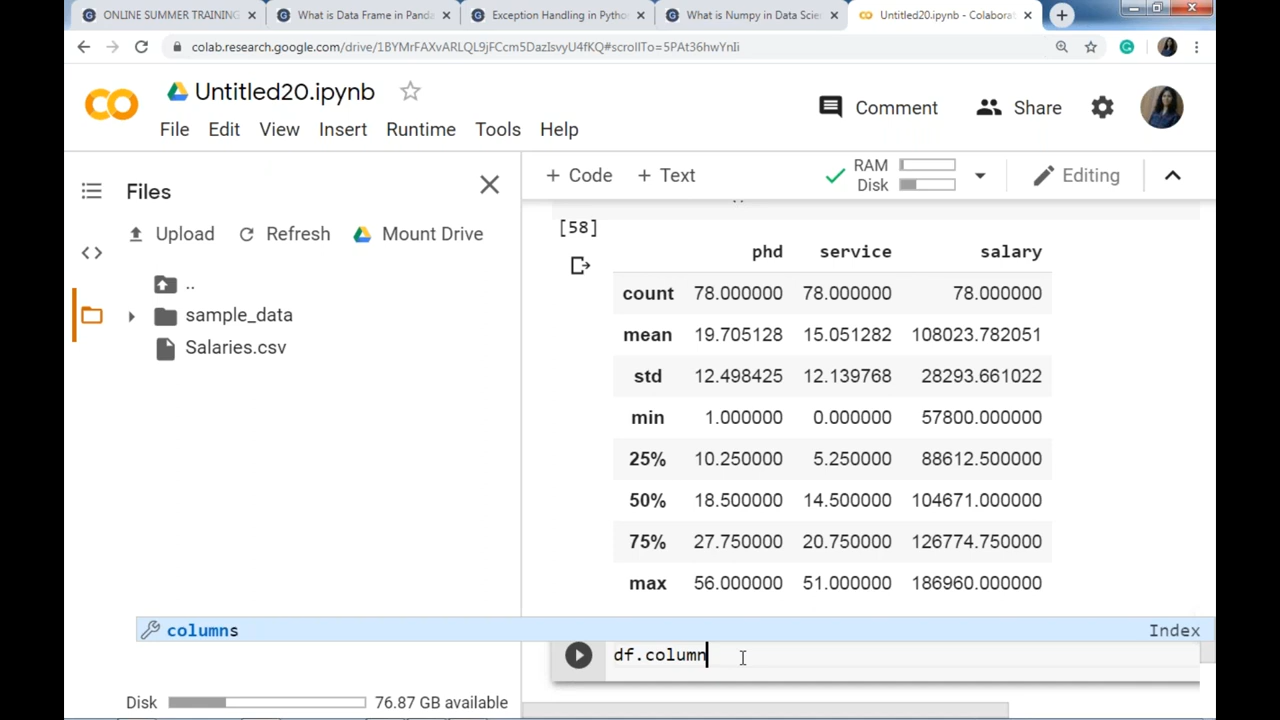 ONLINE SUMMER TRAINING
What is Data Frame in Panda
Exception Handling in Python
What is Numpy in Data Scien
Untitled20.ipynb - Colaborat
colab.research.google.com/drive/1BYMrFAXvARLQL9jFCcm5DazIsvyU4fKQ#scrollTo=5PAt36hwYnIi
Untitled20.ipynb
Comment
Share
File Edit View Insert Runtime Tools Help
Files
+ Code + Text
RAM
Disk
Editing
Upload Refresh Mount Drive
..
sample_data
Salaries.csv
[58]
phd service salary
count 78.000000 78.000000 78.000000
mean 19.705128 15.051282 108023.782051
std 12.498425 12.139768 28293.661022
min 1.000000 0.000000 57800.000000
25% 10.250000 5.250000 88612.500000
50% 18.500000 14.500000 104671.000000
75% 27.750000 20.750000 126774.750000
max 56.000000 51.000000 186960.000000
columns Index
df.column
Disk 76.87 GB available